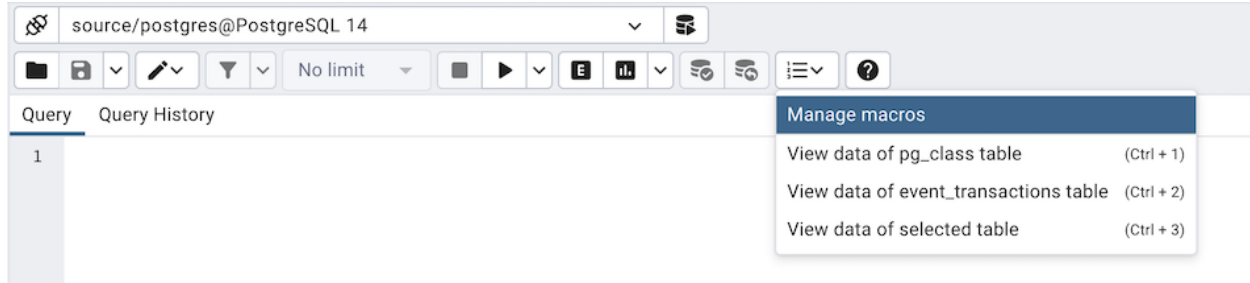 source/postgres@PostgreSQL 14
No limit
E
?
Query Query History
Manage macros
1
View data of pg_class table (Ctrl + 1)
View data of event_transactions table (Ctrl + 2)
View data of selected table (Ctrl + 3)